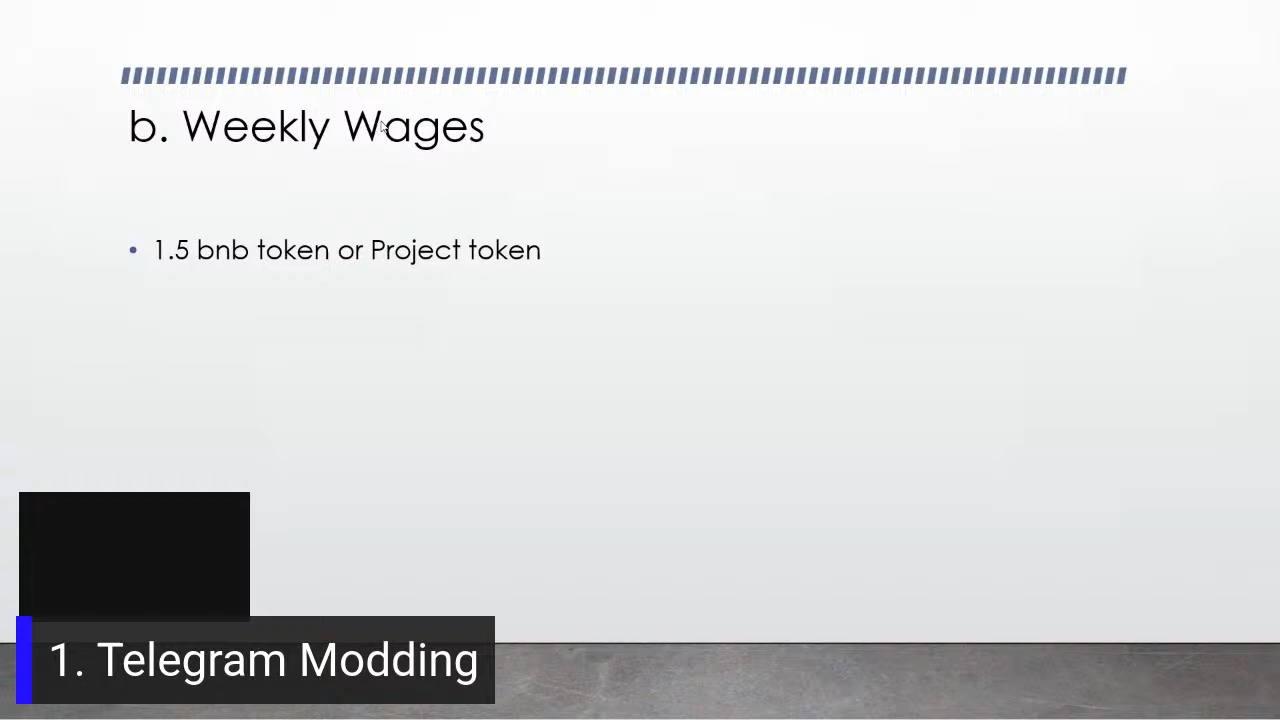 b. Weekly Wages
• 1.5 bnb token or Project token
1. Telegram Modding